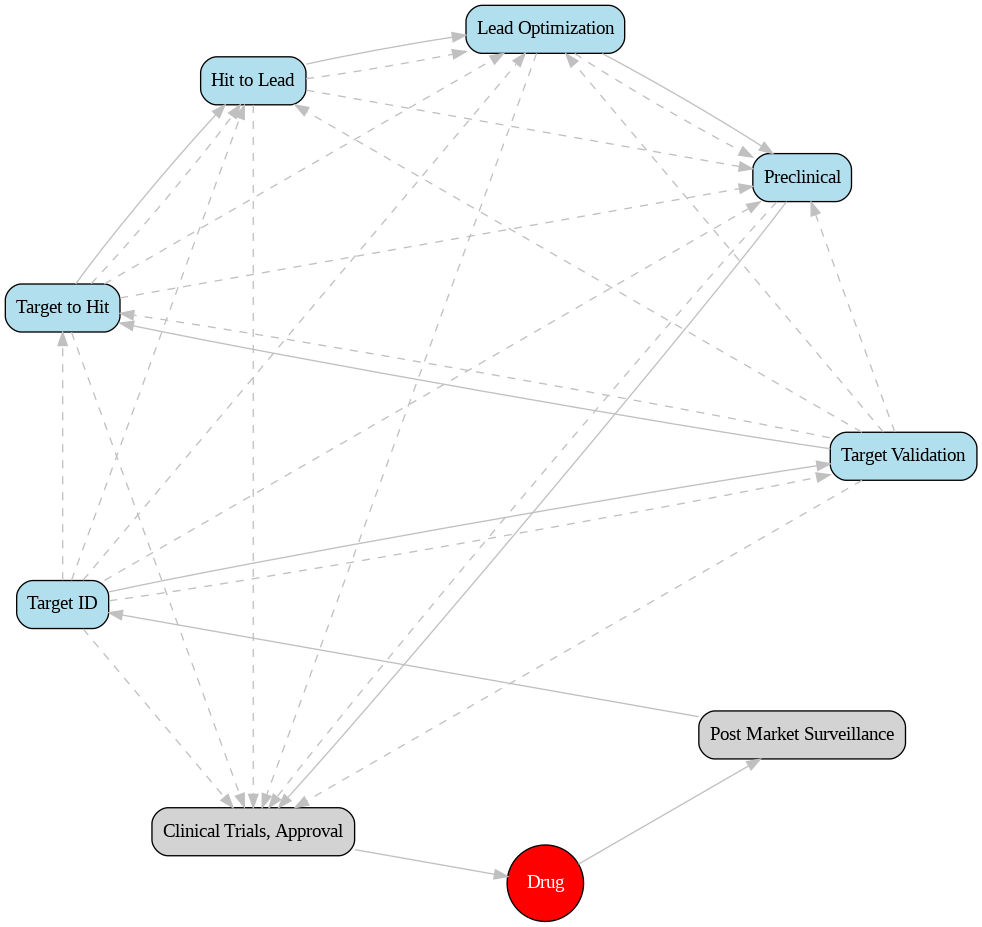 Lead Optimization
Hit to Lead
Preclinical
Target to Hit
Target Validation
Target ID
Post Market Surveillance
Clinical Trials, Approval
Drug